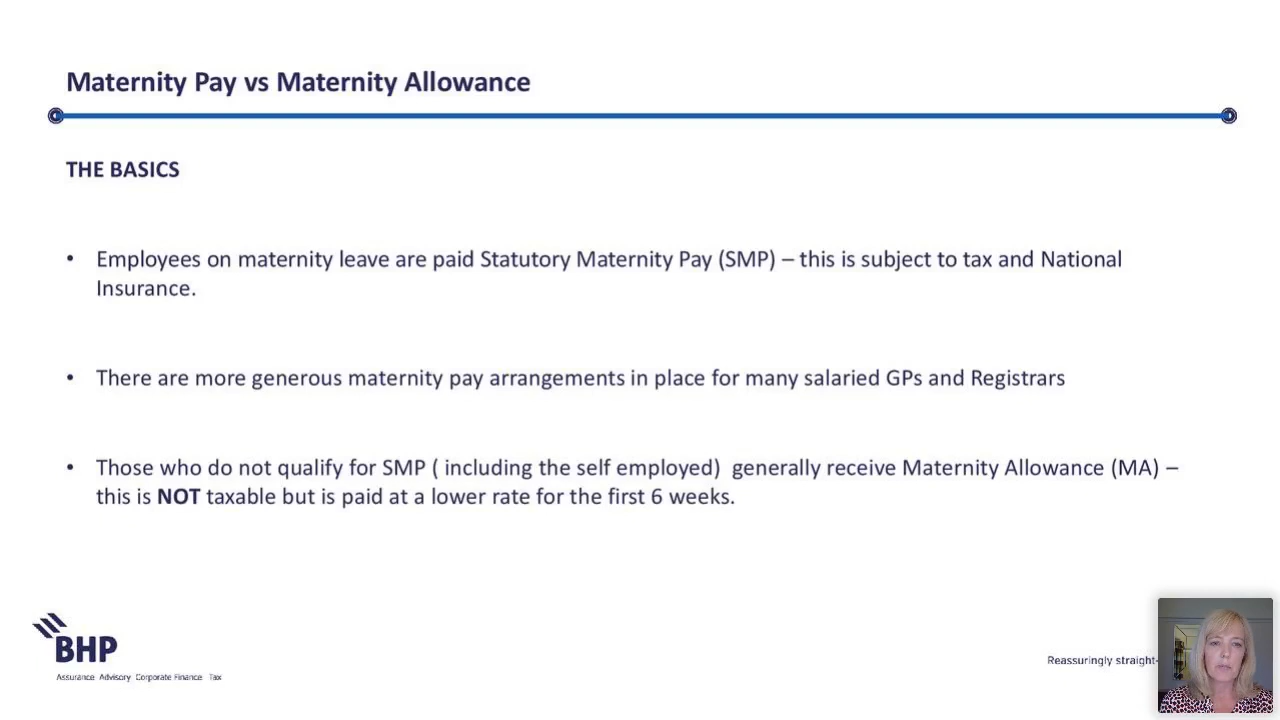 Maternity Pay vs Maternity Allowance
THE BASICS
• Employees on maternity leave are paid Statutory Maternity Pay (SMP) – this is subject to tax and National
Insurance.
• There are more generous maternity pay arrangements in place for many salaried GPs and Registrars
• Those who do not qualify for SMP ( including the self employed)  generally receive Maternity Allowance (MA) –
this is NOT taxable but is paid at a lower rate for the first 6 weeks.
BHP
Assurance Advisory Corporate Finance Tax
Reassuringly straight-